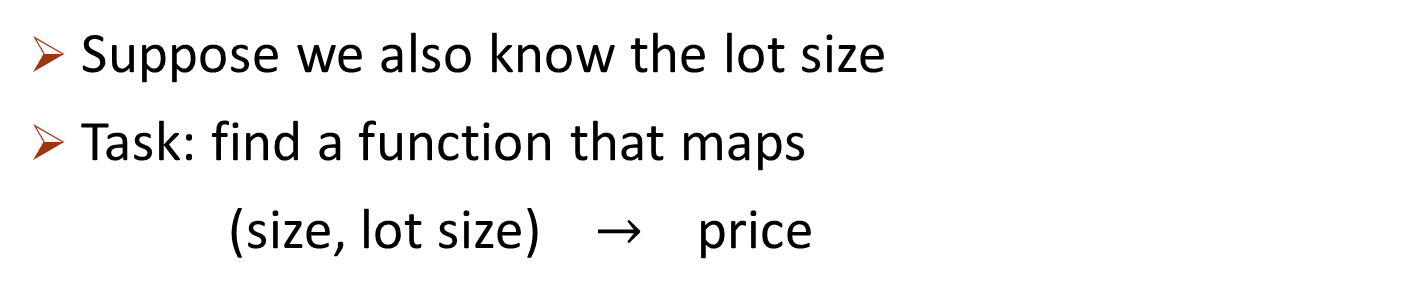 ➢ Suppose we also know the lot size
➢ Task: find a function that maps
(size, lot size) → price